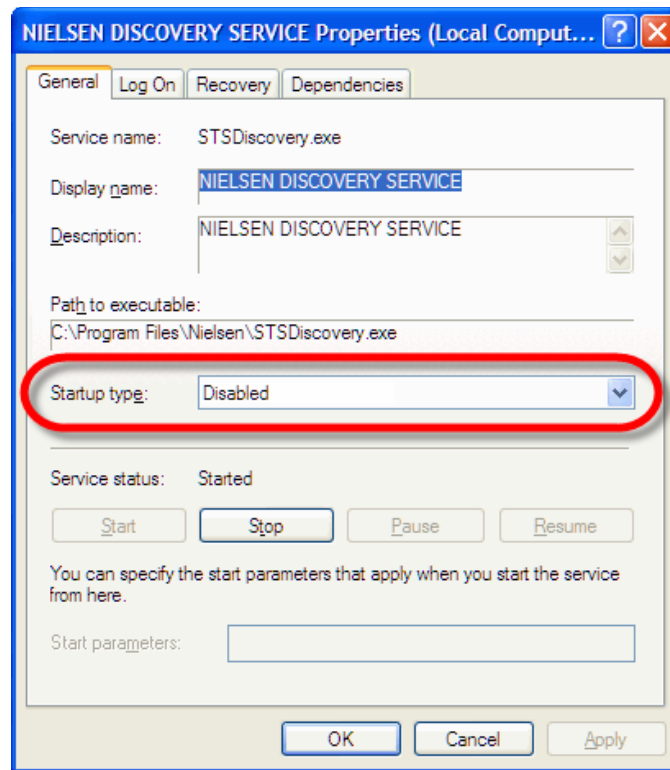 NIELSEN DISCOVERY SERVICE Properties (Local Comput...
General Log On Recovery Dependencies
Service name: STSDiscovery.exe
Display name: NIELSEN DISCOVERY SERVICE
Description: NIELSEN DISCOVERY SERVICE
Path to executable:
C:\Program Files\Nielsen\STSDiscovery.exe
Startup type: Disabled
Service status: Started
Start Stop Pause Resume
You can specify the start parameters that apply when you start the service
from here.
Start parameters:
OK Cancel Apply